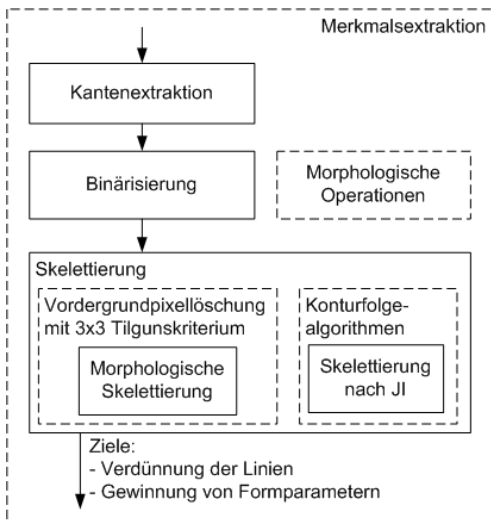 Merkmalsextraktion
Kantenextraktion
Binärisierung
Morphologische
Operationen
Skelettierung
Vordergrundpixellöschung
mit 3x3 Tilgunskriterium
Morphologische
Skelettierung
Konturfolge-
algorithmen
Skelettierung
nach JI
Ziele:
- Verdünnung der Linien
- Gewinnung von Formparametern